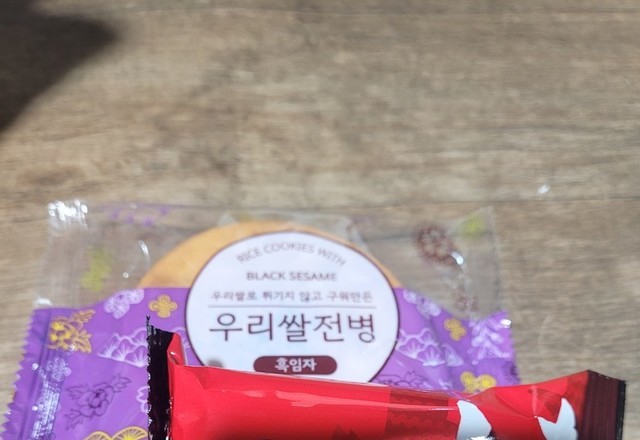 RICE COOKIES WITH
BLACK SESAME
우리쌀로 튀기지 않고 구워만든
우리쌀전병
흑임자